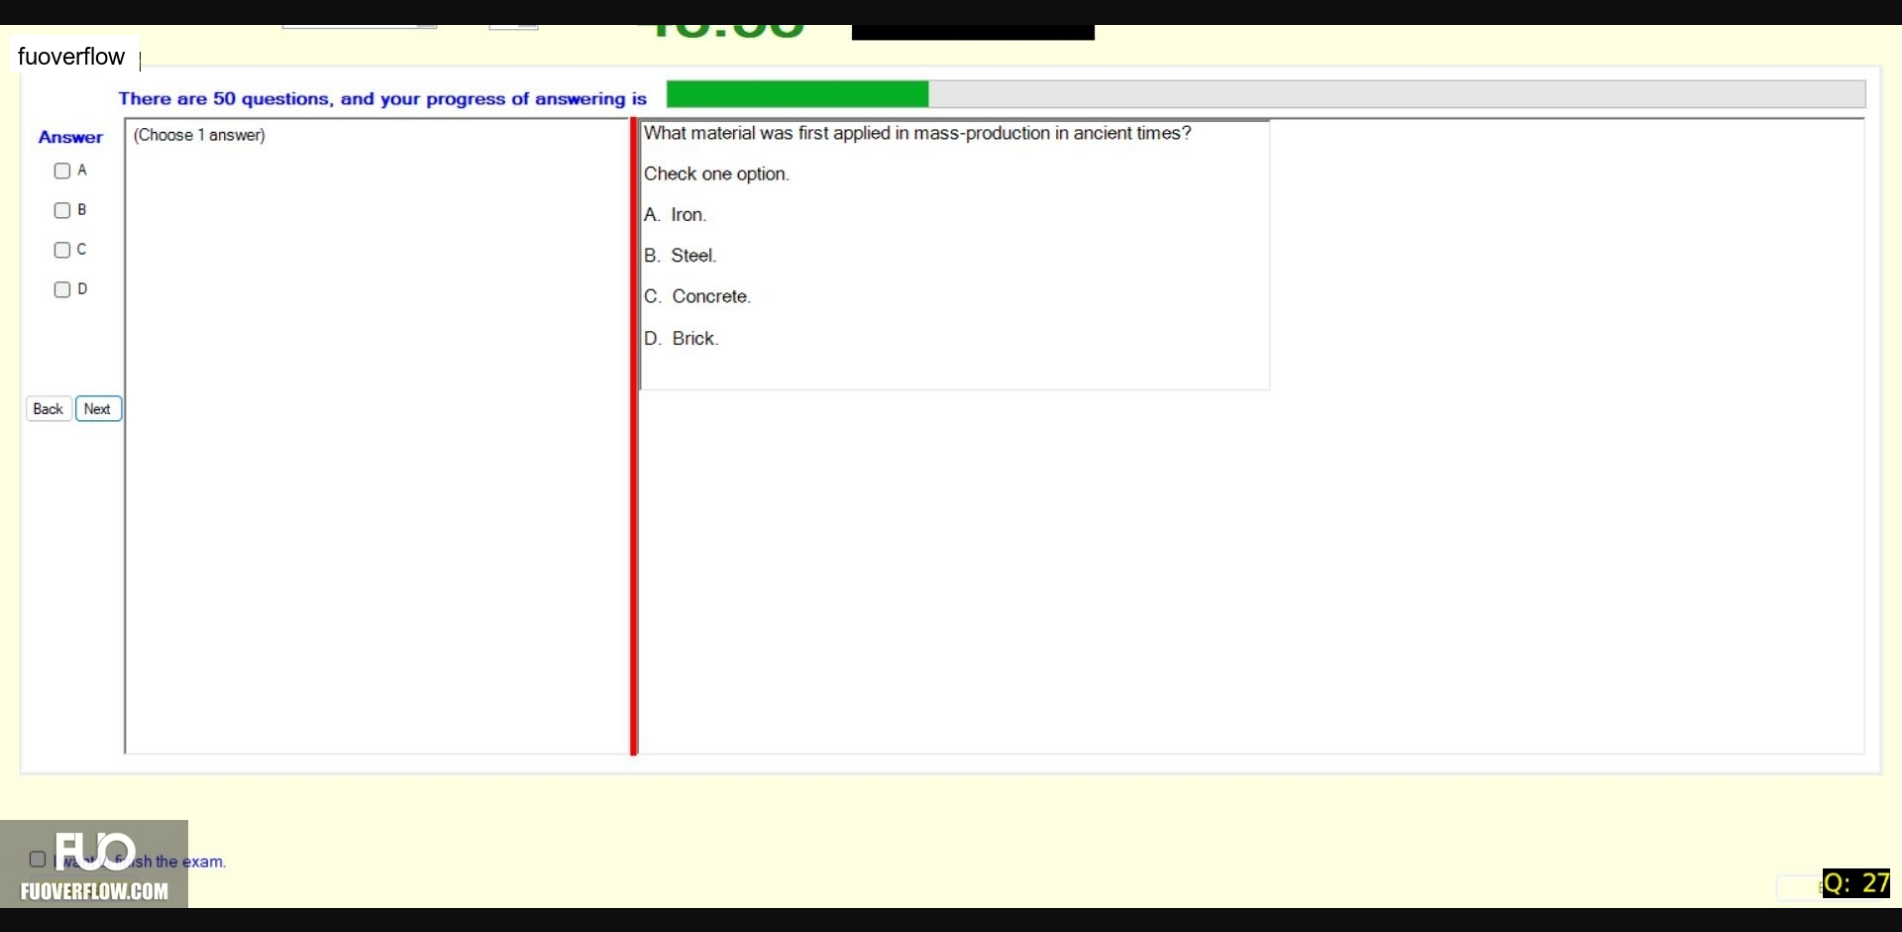 fuoverflow
There are 50 questions, and your progress of answering is
Answer
(Choose 1 answer)
A
B
C
D
Back Next
What material was first applied in mass-production in ancient times?
Check one option.
A. Iron.
B. Steel.
C. Concrete.
D. Brick.
FUO
finish the exam.
FUOVERFLOW.COM
Q: 27